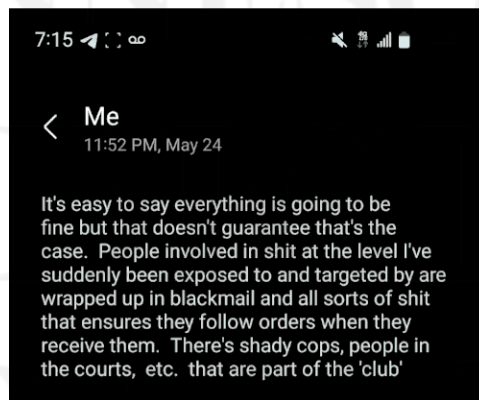 7:15
Me
11:52 PM, May 24
It's easy to say everything is going to be
fine but that doesn't guarantee that's the
case.  People involved in shit at the level I've
suddenly been exposed to and targeted by are
wrapped up in blackmail and all sorts of shit
that ensures they follow orders when they
receive them.  There's shady cops, people in
the courts,  etc.  that are part of the 'club'